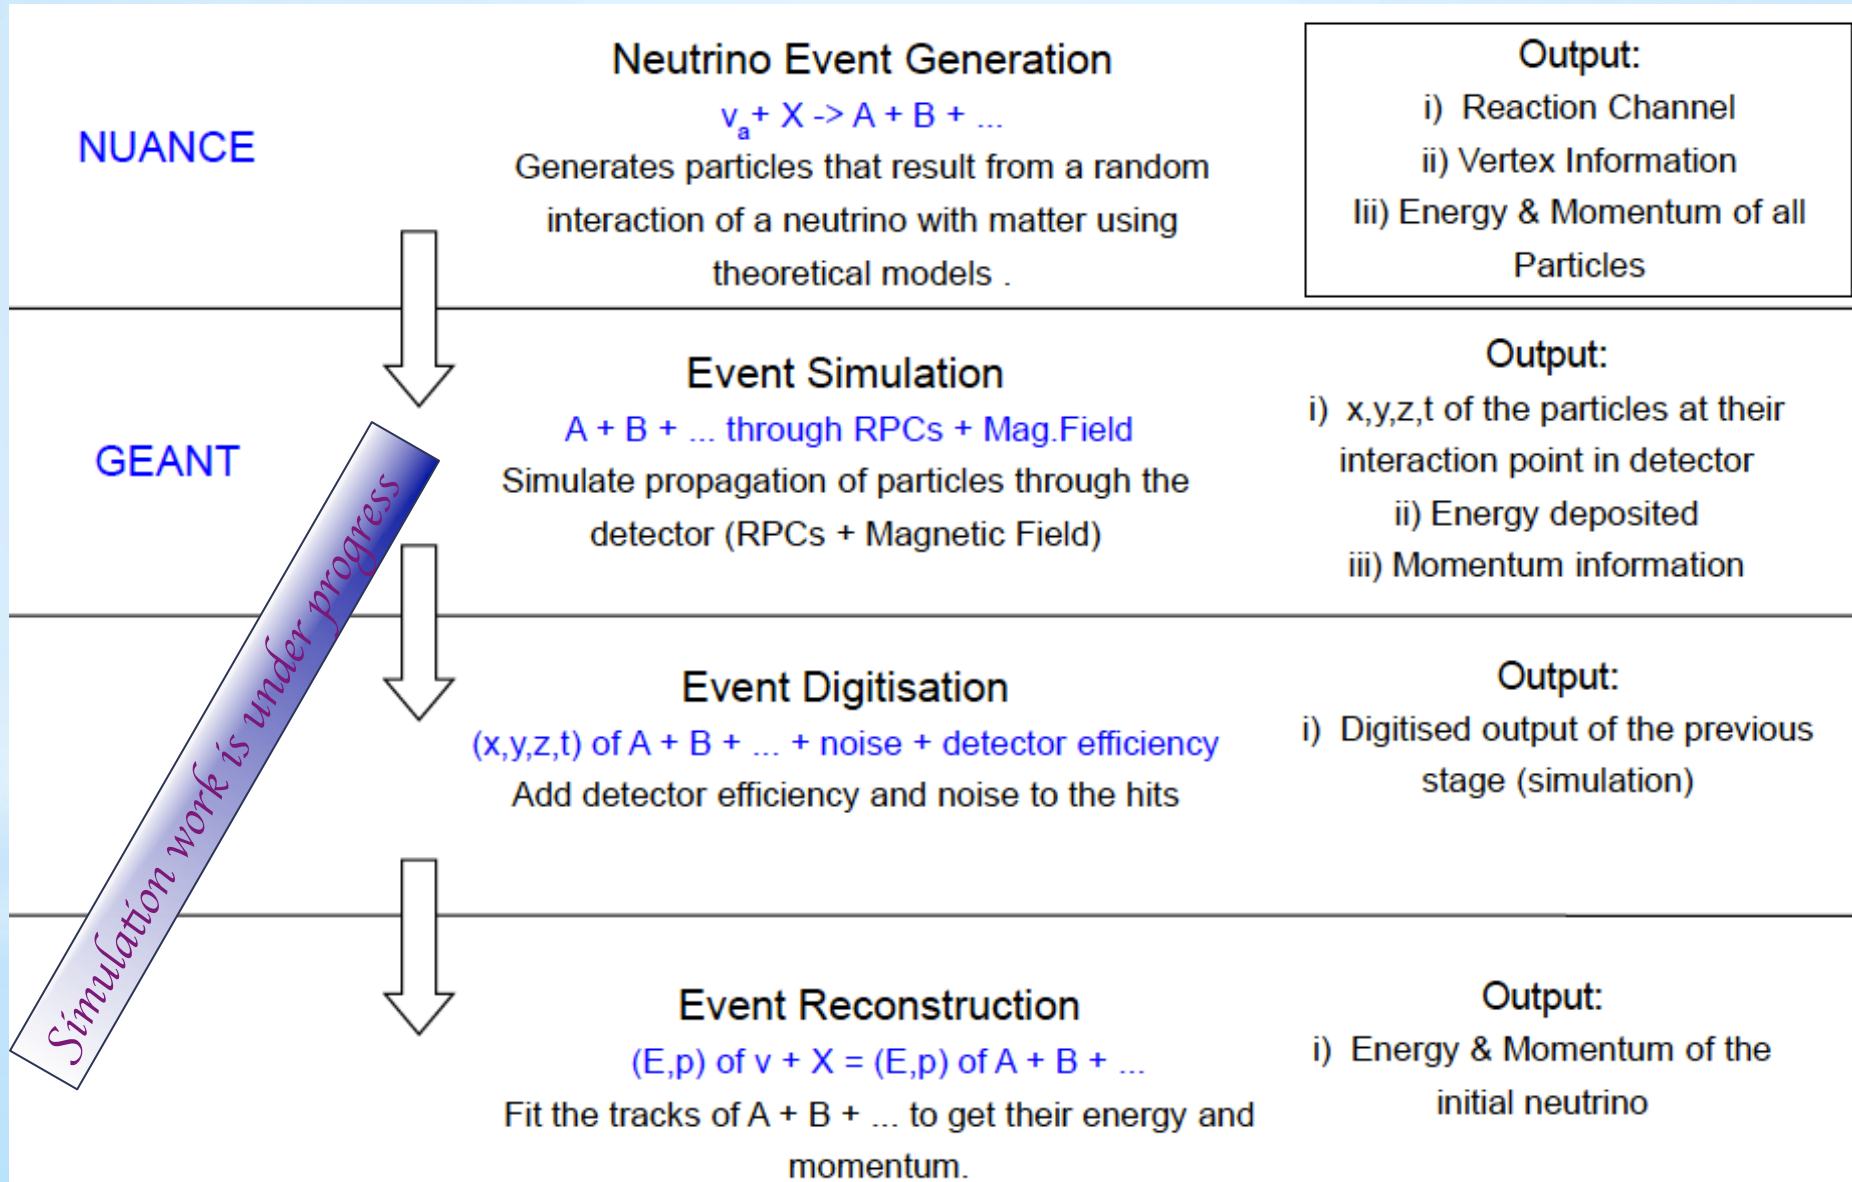 NUANCE
Neutrino Event Generation
νa + X -> A + B + ...
Generates particles that result from a random
interaction of a neutrino with matter using
theoretical models .
Output:
i) Reaction Channel
ii) Vertex Information
Iii) Energy & Momentum of all
Particles
GEANT
Event Simulation
A + B + ... through RPCs + Mag.Field
Simulate propagation of particles through the
detector (RPCs + Magnetic Field)
Output:
i) x,y,z,t of the particles at their
interaction point in detector
ii) Energy deposited
iii) Momentum information
Simulation work is under progress
Event Digitisation
(x,y,z,t) of A + B + ... + noise + detector efficiency
Add detector efficiency and noise to the hits
Output:
i) Digitised output of the previous
stage (simulation)
Event Reconstruction
(E,p) of ν + X = (E,p) of A + B + ...
Fit the tracks of A + B + ... to get their energy and
momentum.
Output:
i) Energy & Momentum of the
initial neutrino